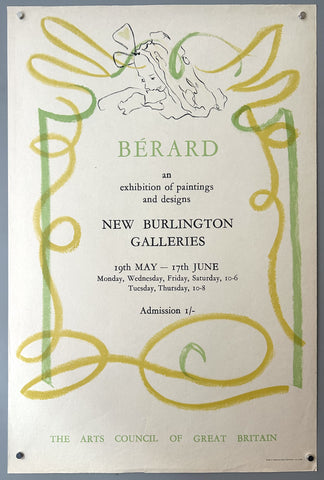 BÉRARD
an
exhibition of paintings
and designs
NEW BURLINGTON
GALLERIES
19th MAY — 17th JUNE
Monday, Wednesday, Friday, Saturday, 10-6
Tuesday, Thursday, 10-8
Admission 1/-
THE ARTS COUNCIL OF GREAT BRITAIN